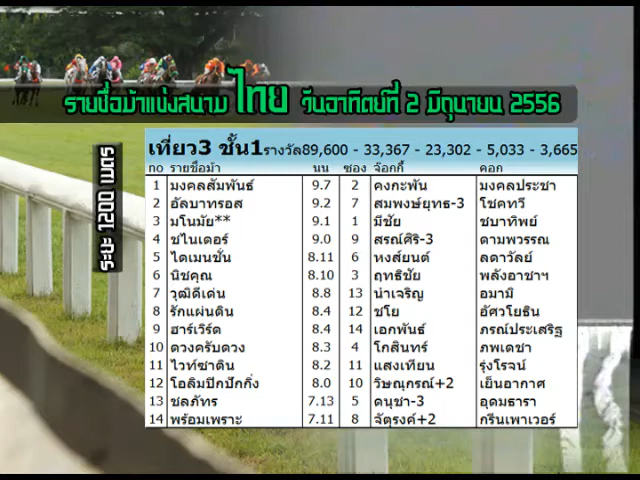 รายชื่อม้าแข่งสนาม ไทย วันอาทิตย์ที่ 2 มิถุนายน 2556
ระยะ 1200 เมตร
เที่ยว3 ชั้น1รางวัล89,600 - 33,367 - 23,302 - 5,033 - 3,665
no รายชื่อม้า นน ซอง จ๊อกกี้ คอก
1 มงคลสัมพันธ์ 9.7 2 คงกะพัน มงคลประชา
2 อัลบาทรอส 9.2 7 สมพงษ์ยุทธ-3 โชคทวี
3 มโนมัย** 9.1 1 มีชัย ชบาทิพย์
4 ชไนเดอร์ 9.0 9 สรณ์ศิริ-3 ดามพวรรณ
5 ไดเมนชั่น 8.11 6 หงส์ยนต์ ลดาวัลย์
6 นิชคุณ 8.10 3 ฤทธิชัย พลังอาชาฯ
7 วุฒิดีเด่น 8.8 13 นำเจริญ อมามิ
8 รักแผ่นดิน 8.4 12 ชโย อัศวโยธิน
9 ฮาร์เวิร์ด 8.4 14 เอกพันธ์ ภรณ์ประเสริฐ
10 ดวงครับดวง 8.3 4 โกสินทร์ ภพเดชา
11 ไวท์ซาติน 8.2 11 แสงเทียน รุ่งโรจน์
12 โอลิมปิกปักกิ่ง 8.0 10 วิษณุกรณ์+2 เย็นอากาศ
13 ชลภัทร 7.13 5 ดนุชา-3 อุดมธารา
14 พร้อมเพราะ 7.11 8 จัตุรงค์+2 กรีนเพาเวอร์